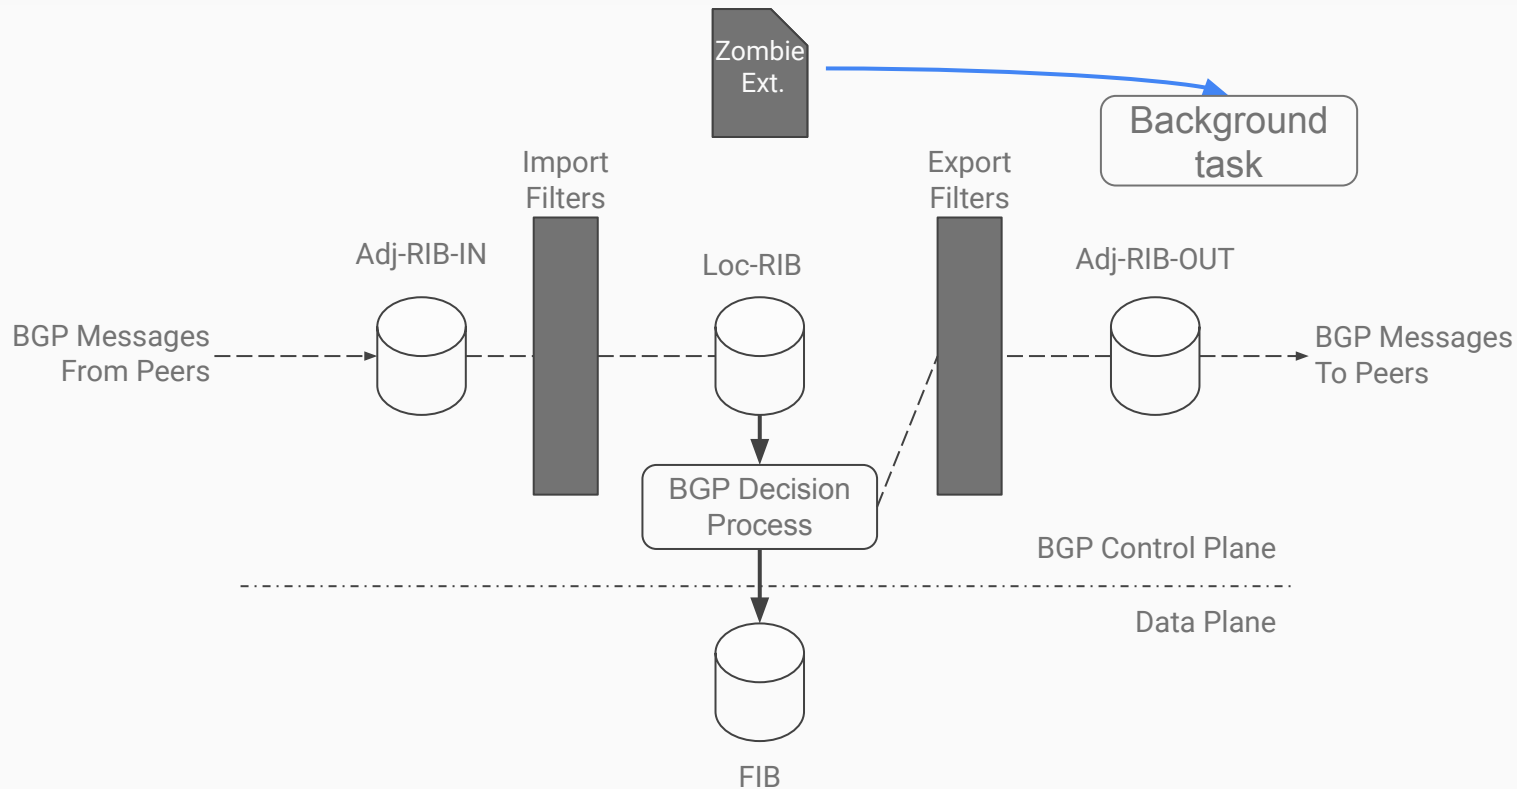 Zombie
Ext.
Background
task
Import
Filters
Export
Filters
Adj-RIB-IN
Loc-RIB
Adj-RIB-OUT
BGP Messages
From Peers
BGP Messages
To Peers
BGP Decision
Process
BGP Control Plane
Data Plane
FIB